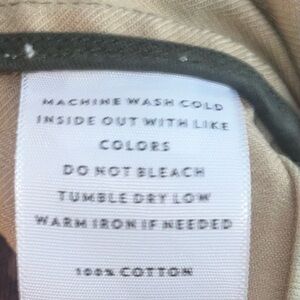 MACHINE WASH COLD
INSIDE OUT WITH LIKE
COLORS
DO NOT BLEACH
TUMBLE DRY LOW
WARM IRON IF NEEDED
100% COTTON